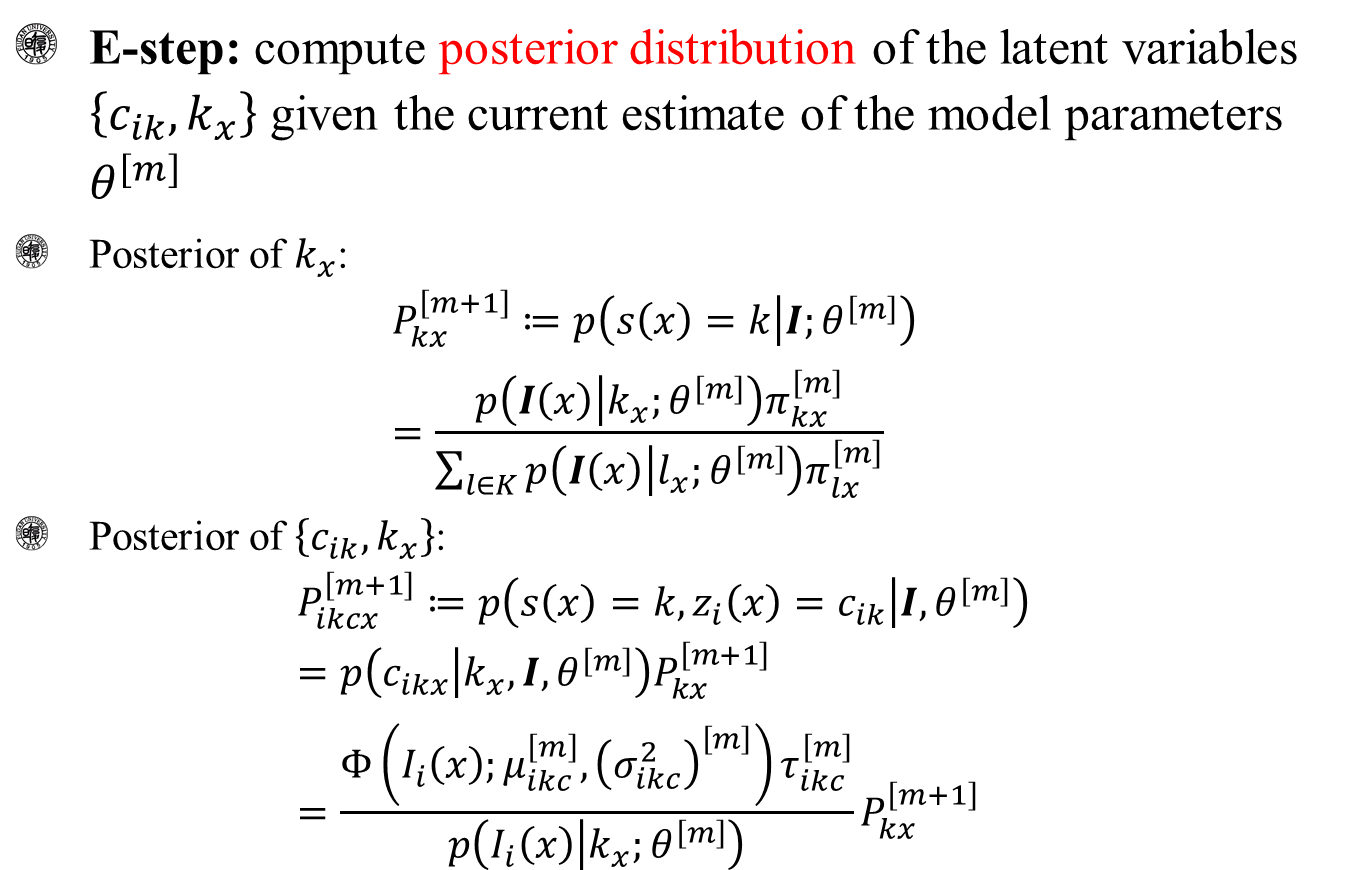 E-step: compute posterior distribution of the latent variables
{c_{ik}, k_x} given the current estimate of the model parameters
θ^{[m]}
Posterior of k_x:
P_{kx}^{[m+1]} ≔ p(s(x) = k|I; θ^{[m]})
= \frac{p(I(x)|k_x; θ^{[m]})π_{kx}^{[m]}}{∑_{l∈K} p(I(x)|l_x; θ^{[m]})π_{lx}^{[m]}}
Posterior of {c_{ik}, k_x}:
P_{ikcx}^{[m+1]} ≔ p(s(x) = k, z_i(x) = c_{ik}|I, θ^{[m]})
= p(c_{ikx}|k_x, I, θ^{[m]})P_{kx}^{[m+1]}
= \frac{Φ(I_i(x); μ_{ikc}^{[m]}, (σ_{ikc}^2)^{[m]})τ_{ikc}^{[m]}}{p(I_i(x)|k_x; θ^{[m]})} P_{kx}^{[m+1]}